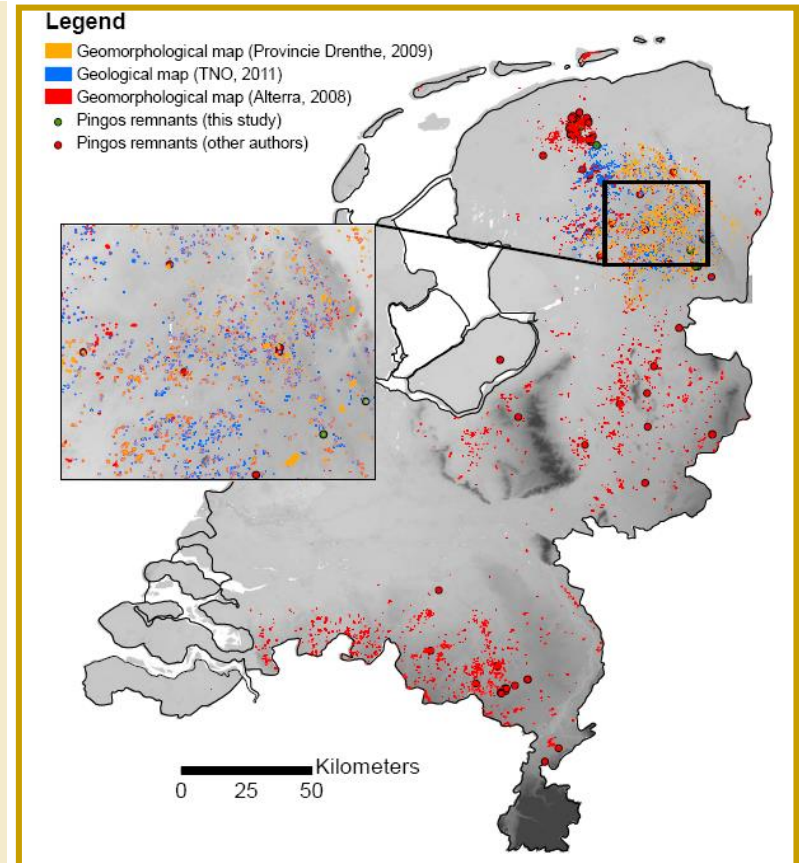 Legend
Geomorphological map (Provincie Drenthe, 2009)
Geological map (TNO, 2011)
Geomorphological map (Alterra, 2008)
Pingos remnants (this study)
Pingos remnants (other authors)
Kilometers
0 25 50